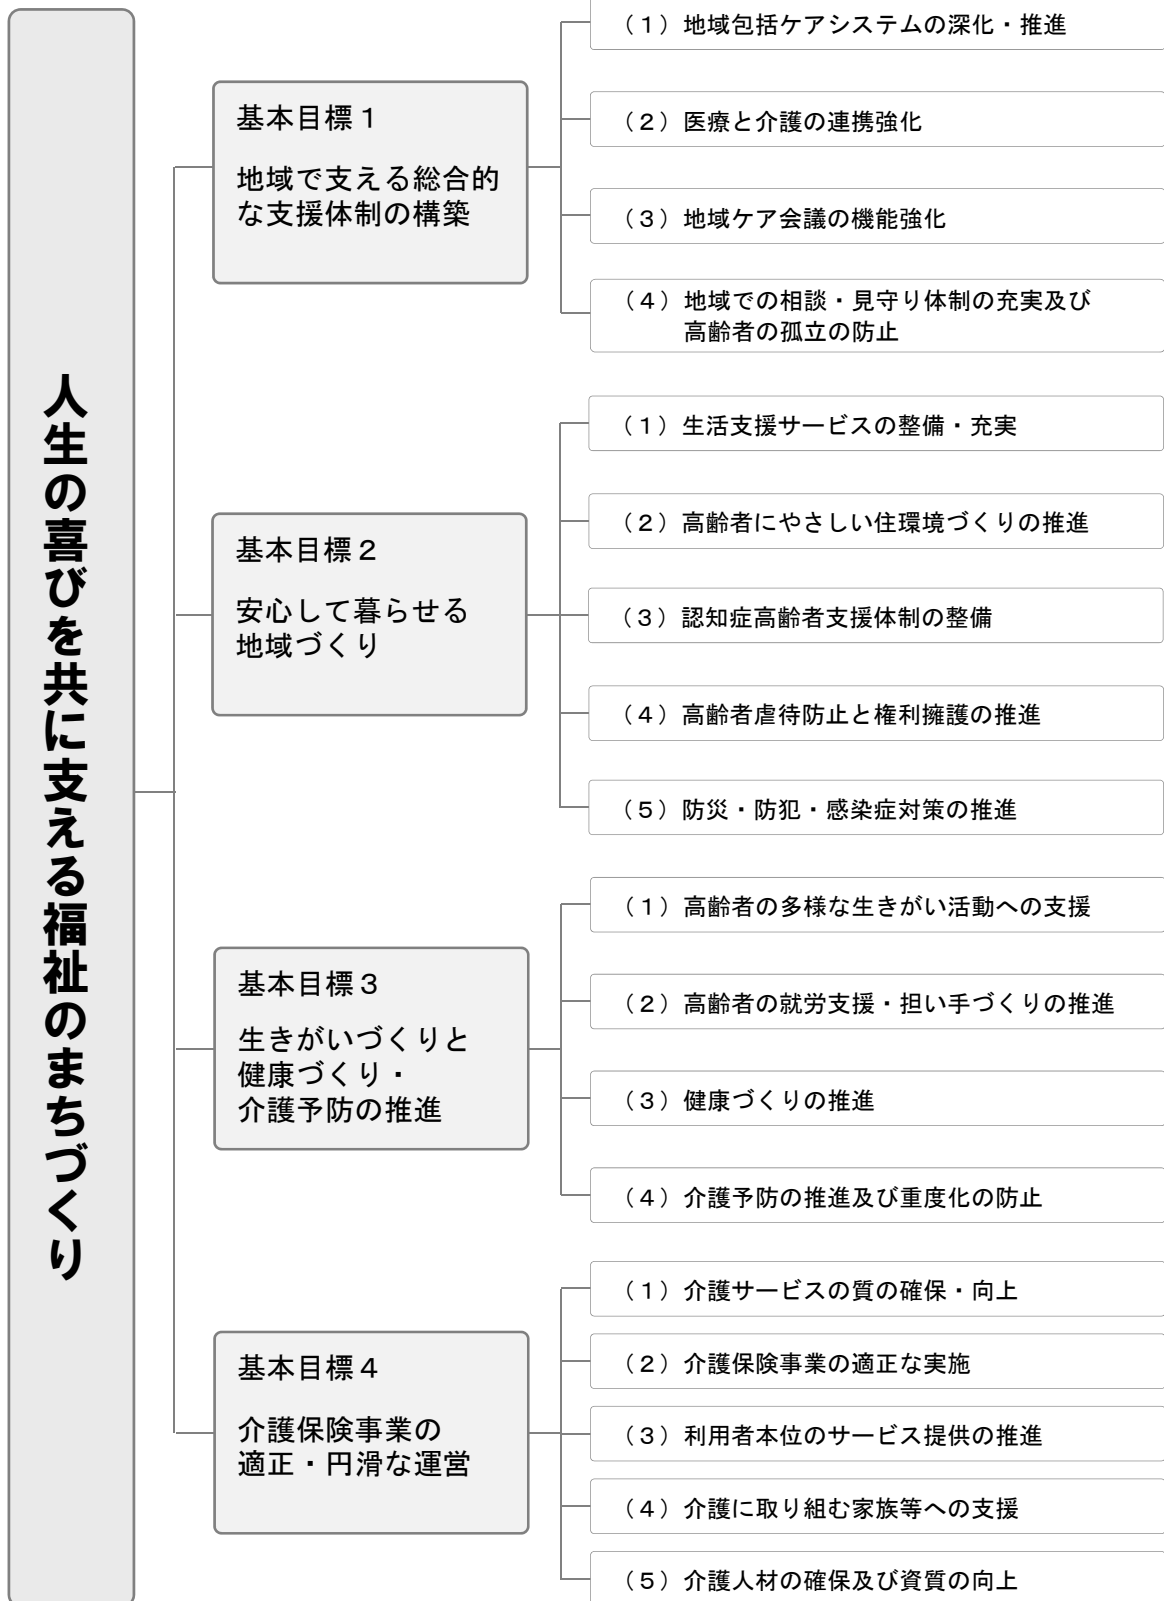 人生の喜びを共に支える福祉のまちづくり
基本目標１
地域で支える総合的
な支援体制の構築
（１）地域包括ケアシステムの深化・推進
（２）医療と介護の連携強化
（３）地域ケア会議の機能強化
（４）地域での相談・見守り体制の充実及び
高齢者の孤立の防止
基本目標２
安心して暮らせる
地域づくり
（１）生活支援サービスの整備・充実
（２）高齢者にやさしい住環境づくりの推進
（３）認知症高齢者支援体制の整備
（４）高齢者虐待防止と権利擁護の推進
（５）防災・防犯・感染症対策の推進
基本目標３
生きがいづくりと
健康づくり・
介護予防の推進
（１）高齢者の多様な生きがい活動への支援
（２）高齢者の就労支援・担い手づくりの推進
（３）健康づくりの推進
（４）介護予防の推進及び重度化の防止
基本目標４
介護保険事業の
適正・円滑な運営
（１）介護サービスの質の確保・向上
（２）介護保険事業の適正な実施
（３）利用者本位のサービス提供の推進
（４）介護に取り組む家族等への支援
（５）介護人材の確保及び資質の向上